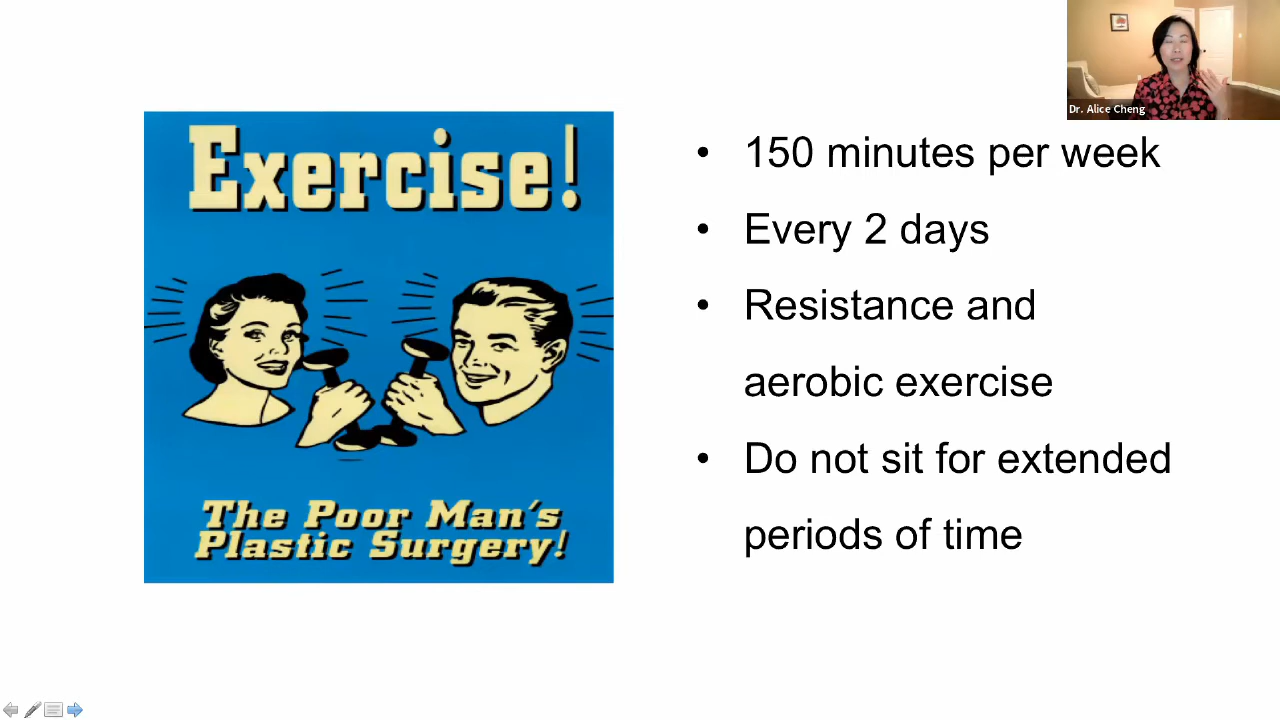 Exercise!
The Poor Man's
Plastic Surgery!
Dr. Alice Cheng
• 150 minutes per week
• Every 2 days
• Resistance and
aerobic exercise
• Do not sit for extended
periods of time